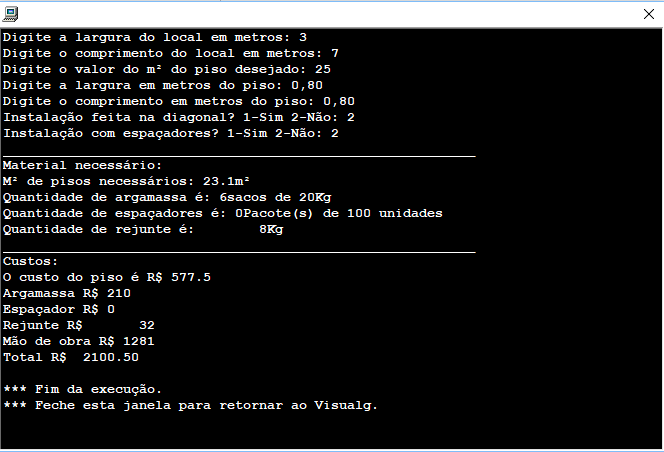 Digite a largura do local em metros: 3
Digite o comprimento do local em metros: 7
Digite o valor do m² do piso desejado: 25
Digite a largura em metros do piso: 0,80
Digite o comprimento em metros do piso: 0,80
Instalação feita na diagonal? 1-Sim 2-Não: 2
Instalação com espaçadores? 1-Sim 2-Não: 2
Material necessário:
M² de pisos necessários: 23.1m²
Quantidade de argamassa é: 6sacos de 20Kg
Quantidade de espaçadores é: 0Pacote(s) de 100 unidades
Quantidade de rejunte é:        8Kg
Custos:
O custo do piso é R$ 577.5
Argamassa R$ 210
Espaçador R$ 0
Rejunte R$       32
Mão de obra R$ 1281
Total R$  2100.50
*** Fim da execução.
*** Feche esta janela para retornar ao Visualg.